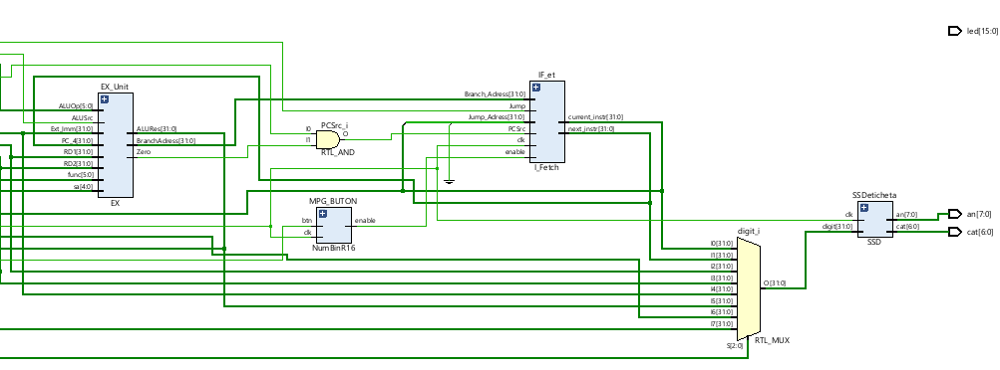 led[15:0]
EX_Unit
ALUOp[5:0]
ALUSrc
Ext_Imm[31:0]
PC_4[31:0]
RD1[31:0]
RD2[31:0]
func[5:0]
sa[4:0]
ALURes[31:0]
BranchAdress[31:0]
Zero
EX
PCSrc_i
I0
I1
O
RTL_AND
MPG_BUTON
btn
clk
enable
NumBinR16
IF_et
Branch_Adress[31:0]
Jump
Jump_Adress[31:0]
PCSrc
clk
enable
current_instr[31:0]
next_instr[31:0]
I_Fetch
digit_i
I0[31:0]
I1[31:0]
I2[31:0]
I3[31:0]
I4[31:0]
I5[31:0]
I6[31:0]
I7[31:0]
S[2:0]
O[31:0]
RTL_MUX
SSDeticheta
clk
digit[31:0]
an[7:0]
cat[6:0]
SSD
an[7:0]
cat[6:0]